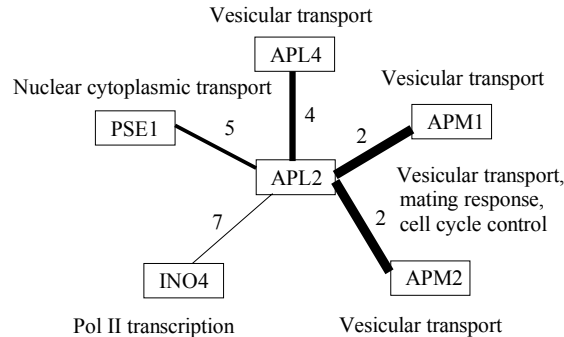 Vesicular transport
APL4
Nuclear cytoplasmic transport
Vesicular transport
PSE1
5
4
2
APM1
APL2
Vesicular transport,
mating response,
cell cycle control
7
2
INO4
APM2
Pol II transcription
Vesicular transport